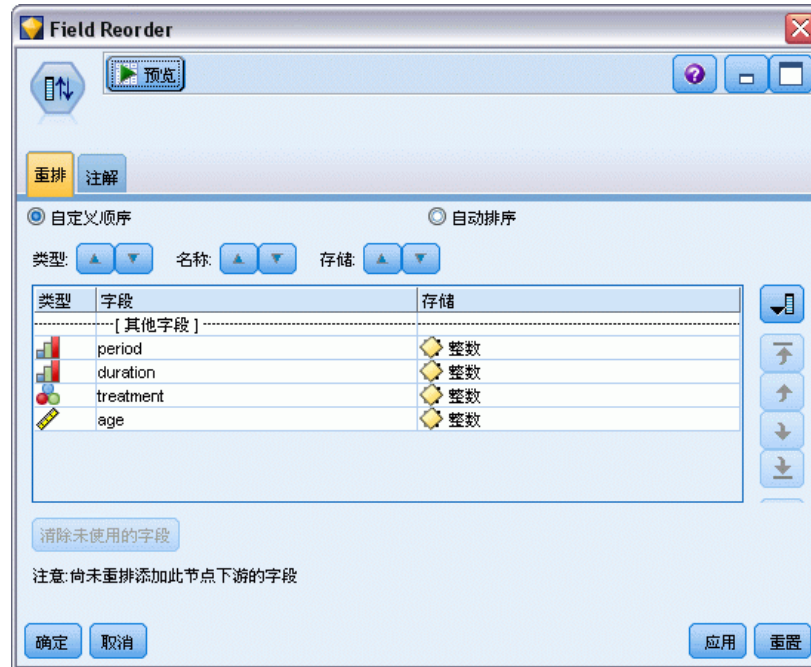 Field Reorder
预览
重排 注解
自定义顺序 自动排序
类型: 名称: 存储:
类型 字段 存储
[ 其他字段 ]
period 整数
duration 整数
treatment 整数
age 整数
清除未使用的字段
注意:尚未重排添加此节点下游的字段
确定 取消 应用 重置